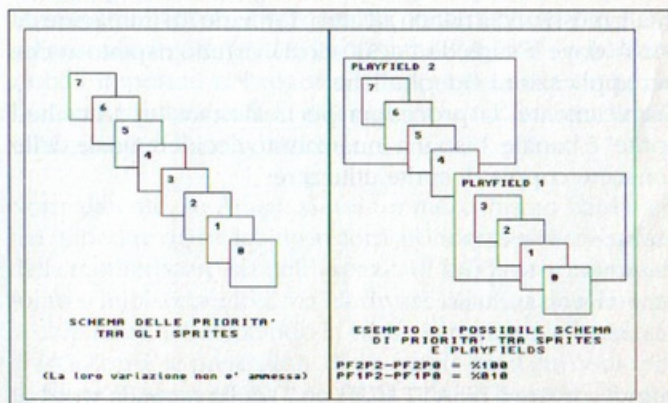 7
6
5
4
3
2
1
0
SCHEMA DELLE PRIORITA'
TRA GLI SPRITES
(La loro variazione non e' ammessa)
PLAYFIELD 2
7
6
5
4
PLAYFIELD 1
3
2
1
0
ESEMPIO DI POSSIBILE SCHEMA
DI PRIORITA' TRA SPRITES
E PLAYFIELDS
PF2P2-PF2P0 = %100
PF1P2-PF1P0 = %010